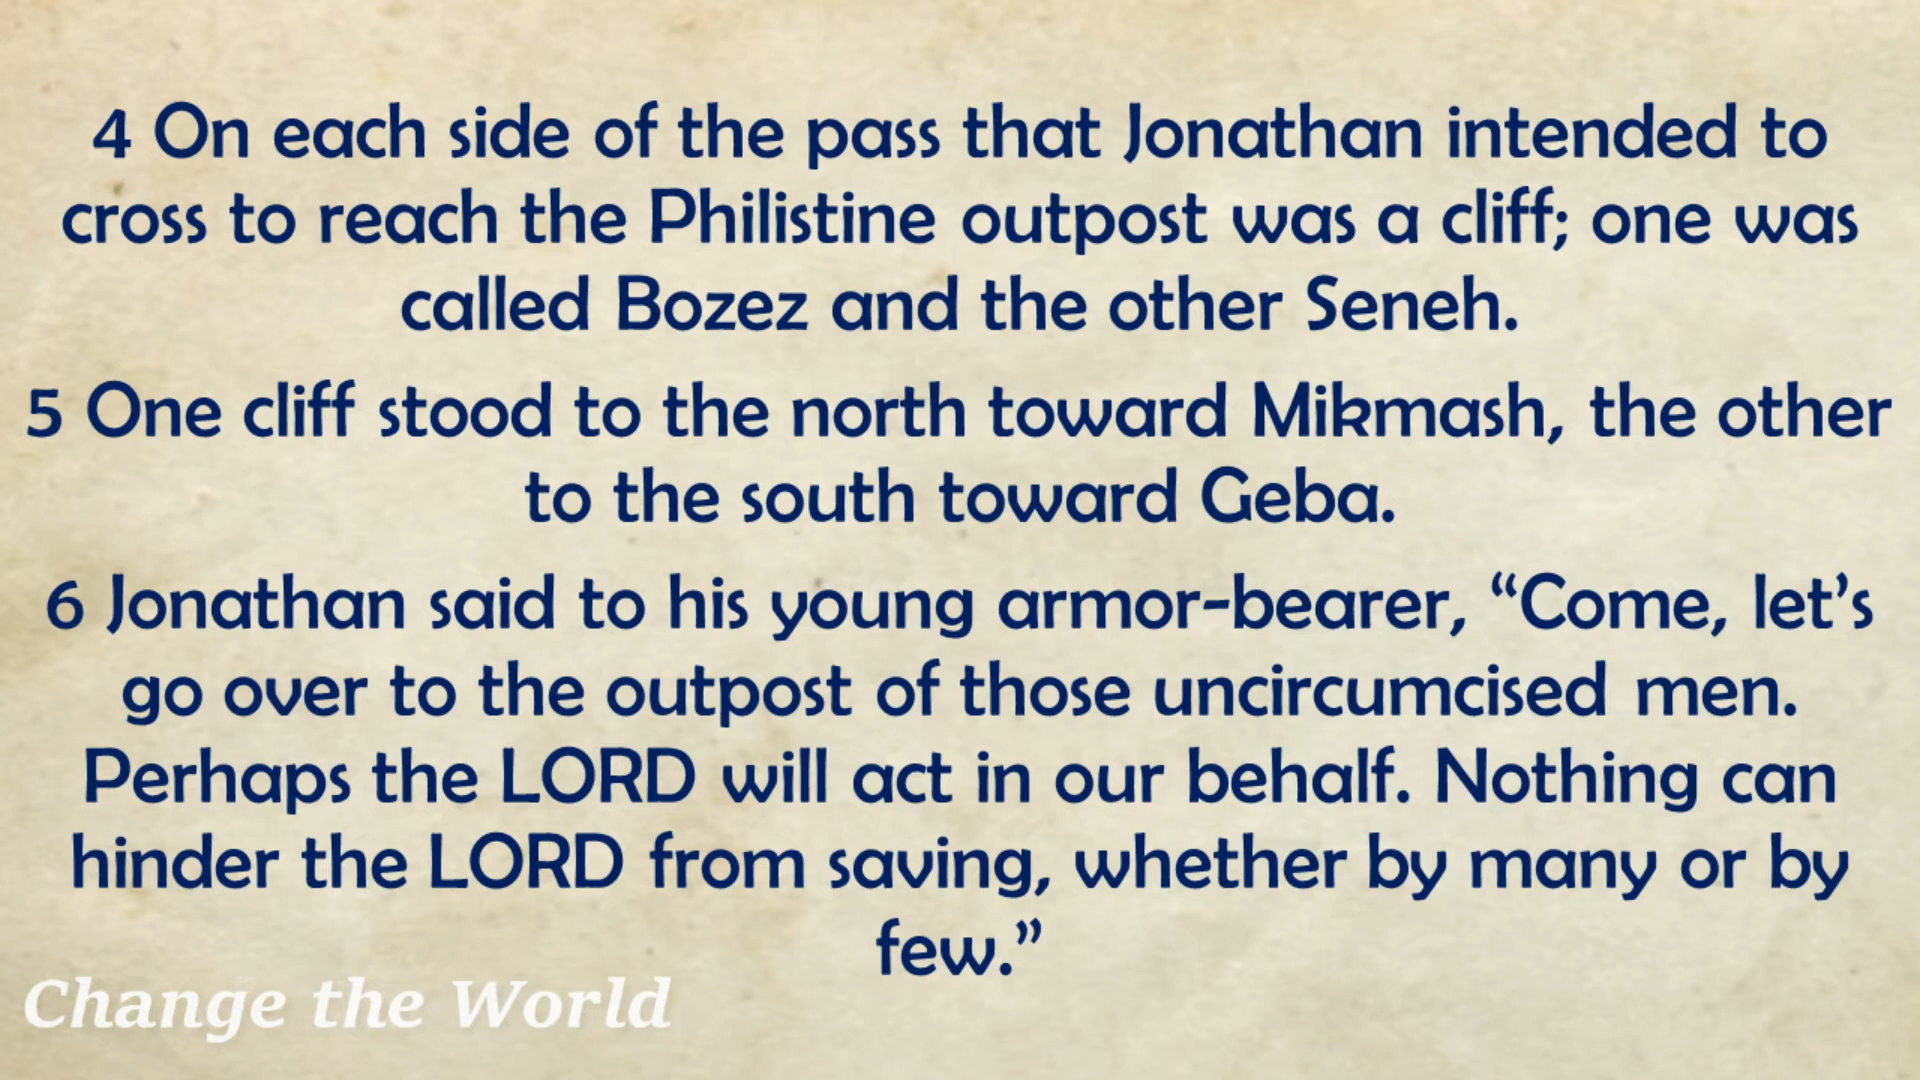 4 On each side of the pass that Jonathan intended to
cross to reach the Philistine outpost was a cliff; one was
called Bozez and the other Seneh.
5 One cliff stood to the north toward Mikmash, the other
to the south toward Geba.
6 Jonathan said to his young armor-bearer, “Come, let’s
go over to the outpost of those uncircumcised men.
Perhaps the LORD will act in our behalf. Nothing can
hinder the LORD from saving, whether by many or by
few.”
Change the World